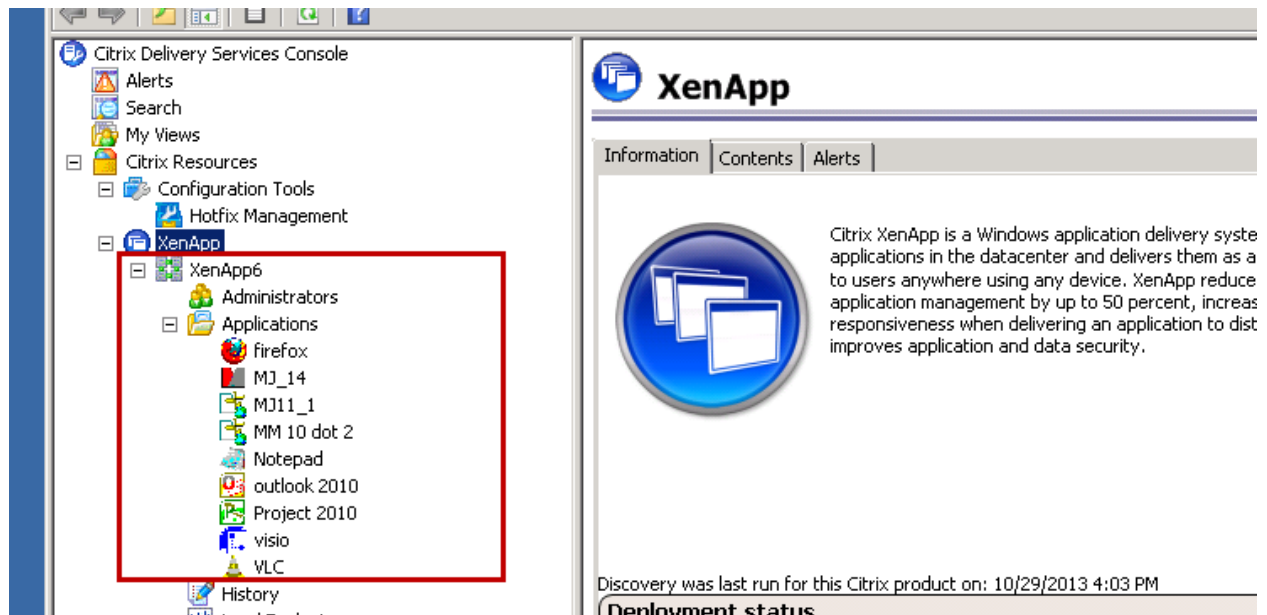 Citrix Delivery Services Console
Alerts
Search
My Views
Citrix Resources
Configuration Tools
Hotfix Management
XenApp
XenApp6
Administrators
Applications
firefox
MJ_14
MJ11_1
MM 10 dot 2
Notepad
outlook 2010
Project 2010
visio
VLC
History
XenApp
Information Contents Alerts
Citrix XenApp is a Windows application delivery syste
applications in the datacenter and delivers them as a
to users anywhere using any device. XenApp reduce
application management by up to 50 percent, increas
responsiveness when delivering an application to dist
improves application and data security.
Discovery was last run for this Citrix product on: 10/29/2013 4:03 PM
Deployment status